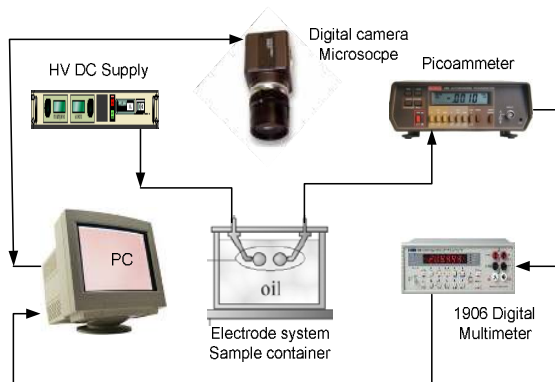 Digital camera
Microsocpe
HV DC Supply
Picoammeter
PC
oil
Electrode system
Sample container
1906 Digital
Multimeter